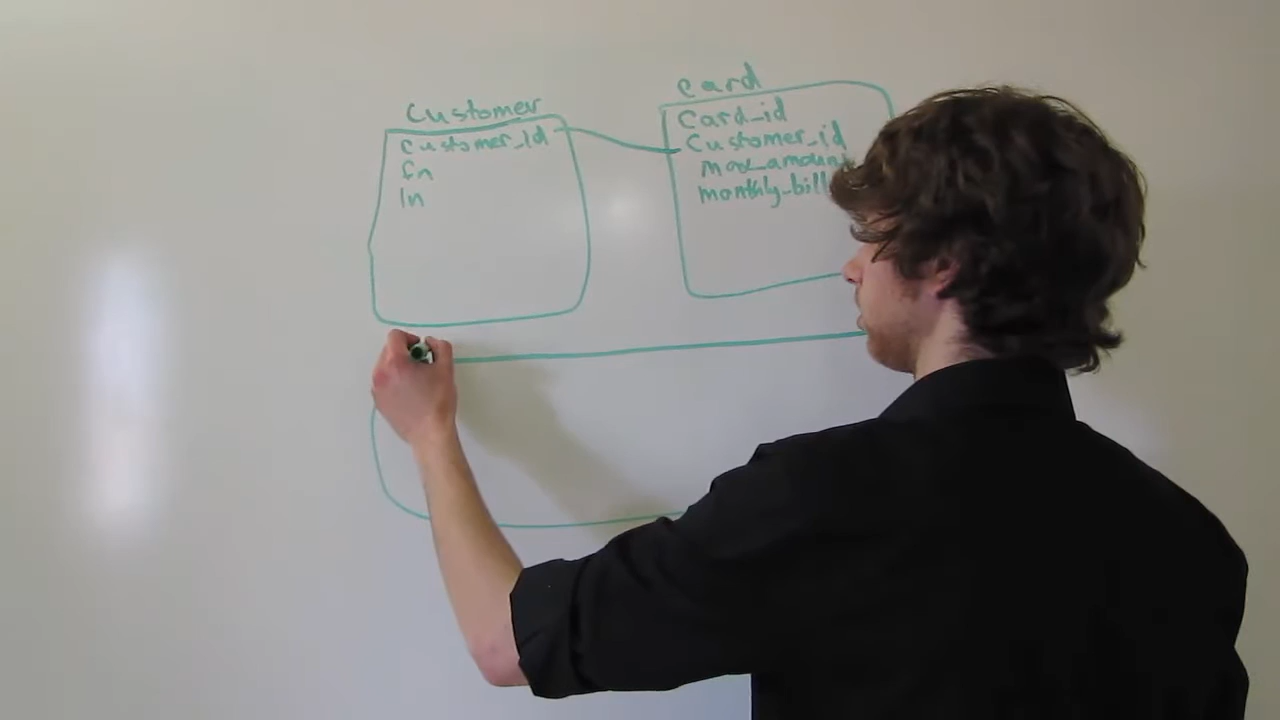 Customer
customer_id
fn
ln
Card
Card_id
Customer_id
max_amount
monthly_bill